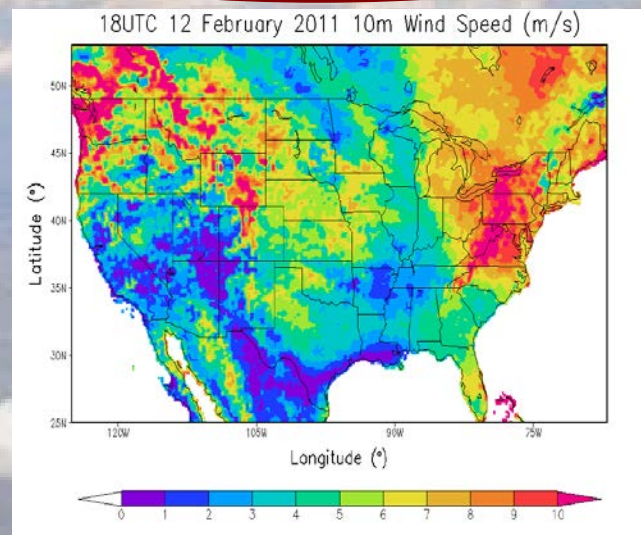 18UTC 12 February 2011 10m Wind Speed (m/s)
50N
45N
40N
35N
30N
25N
Latitude (°)
120W 105W 90W 75W
Longitude (°)
0 1 2 3 4 5 6 7 8 9 10